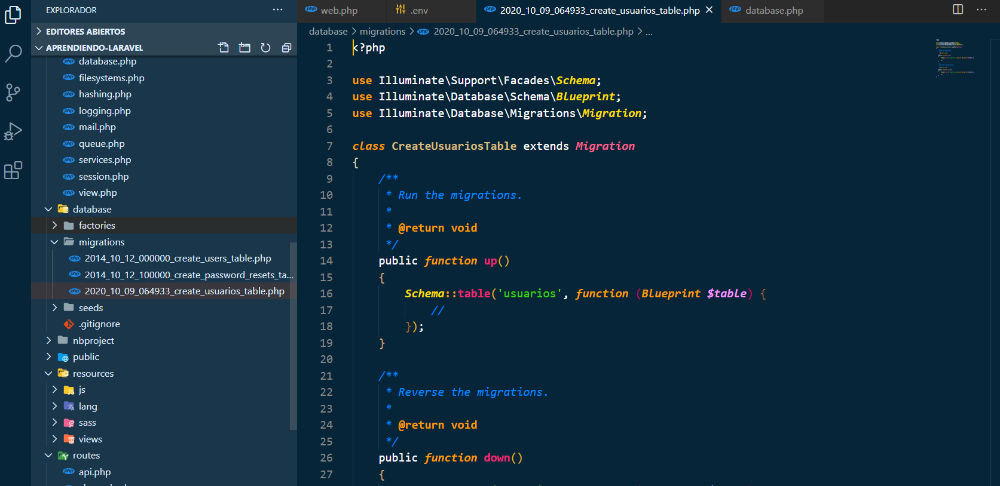 EXPLORADOR
EDITORES ABIERTOS
APRENDIENDO-LARAVEL
database.php
filesystems.php
hashing.php
logging.php
mail.php
queue.php
services.php
session.php
view.php
database
factories
migrations
2014_10_12_000000_create_users_table.php
2014_10_12_100000_create_password_resets_ta...
2020_10_09_064933_create_usuarios_table.php
seeds
.gitignore
nbproject
public
resources
js
lang
sass
views
routes
api.php
web.php
.env
2020_10_09_064933_create_usuarios_table.php
database.php
database > migrations > 2020_10_09_064933_create_usuarios_table.php > ...
1 <?php
2
3 use Illuminate\Support\Facades\Schema;
4 use Illuminate\Database\Schema\Blueprint;
5 use Illuminate\Database\Migrations\Migration;
6
7 class CreateUsuariosTable extends Migration
8 {
9 /**
10 * Run the migrations.
11 *
12 * @return void
13 */
14 public function up()
15 {
16 Schema::table('usuarios', function (Blueprint $table) {
17 //
18 });
19 }
20
21 /**
22 * Reverse the migrations.
23 *
24 * @return void
25 */
26 public function down()
27 {